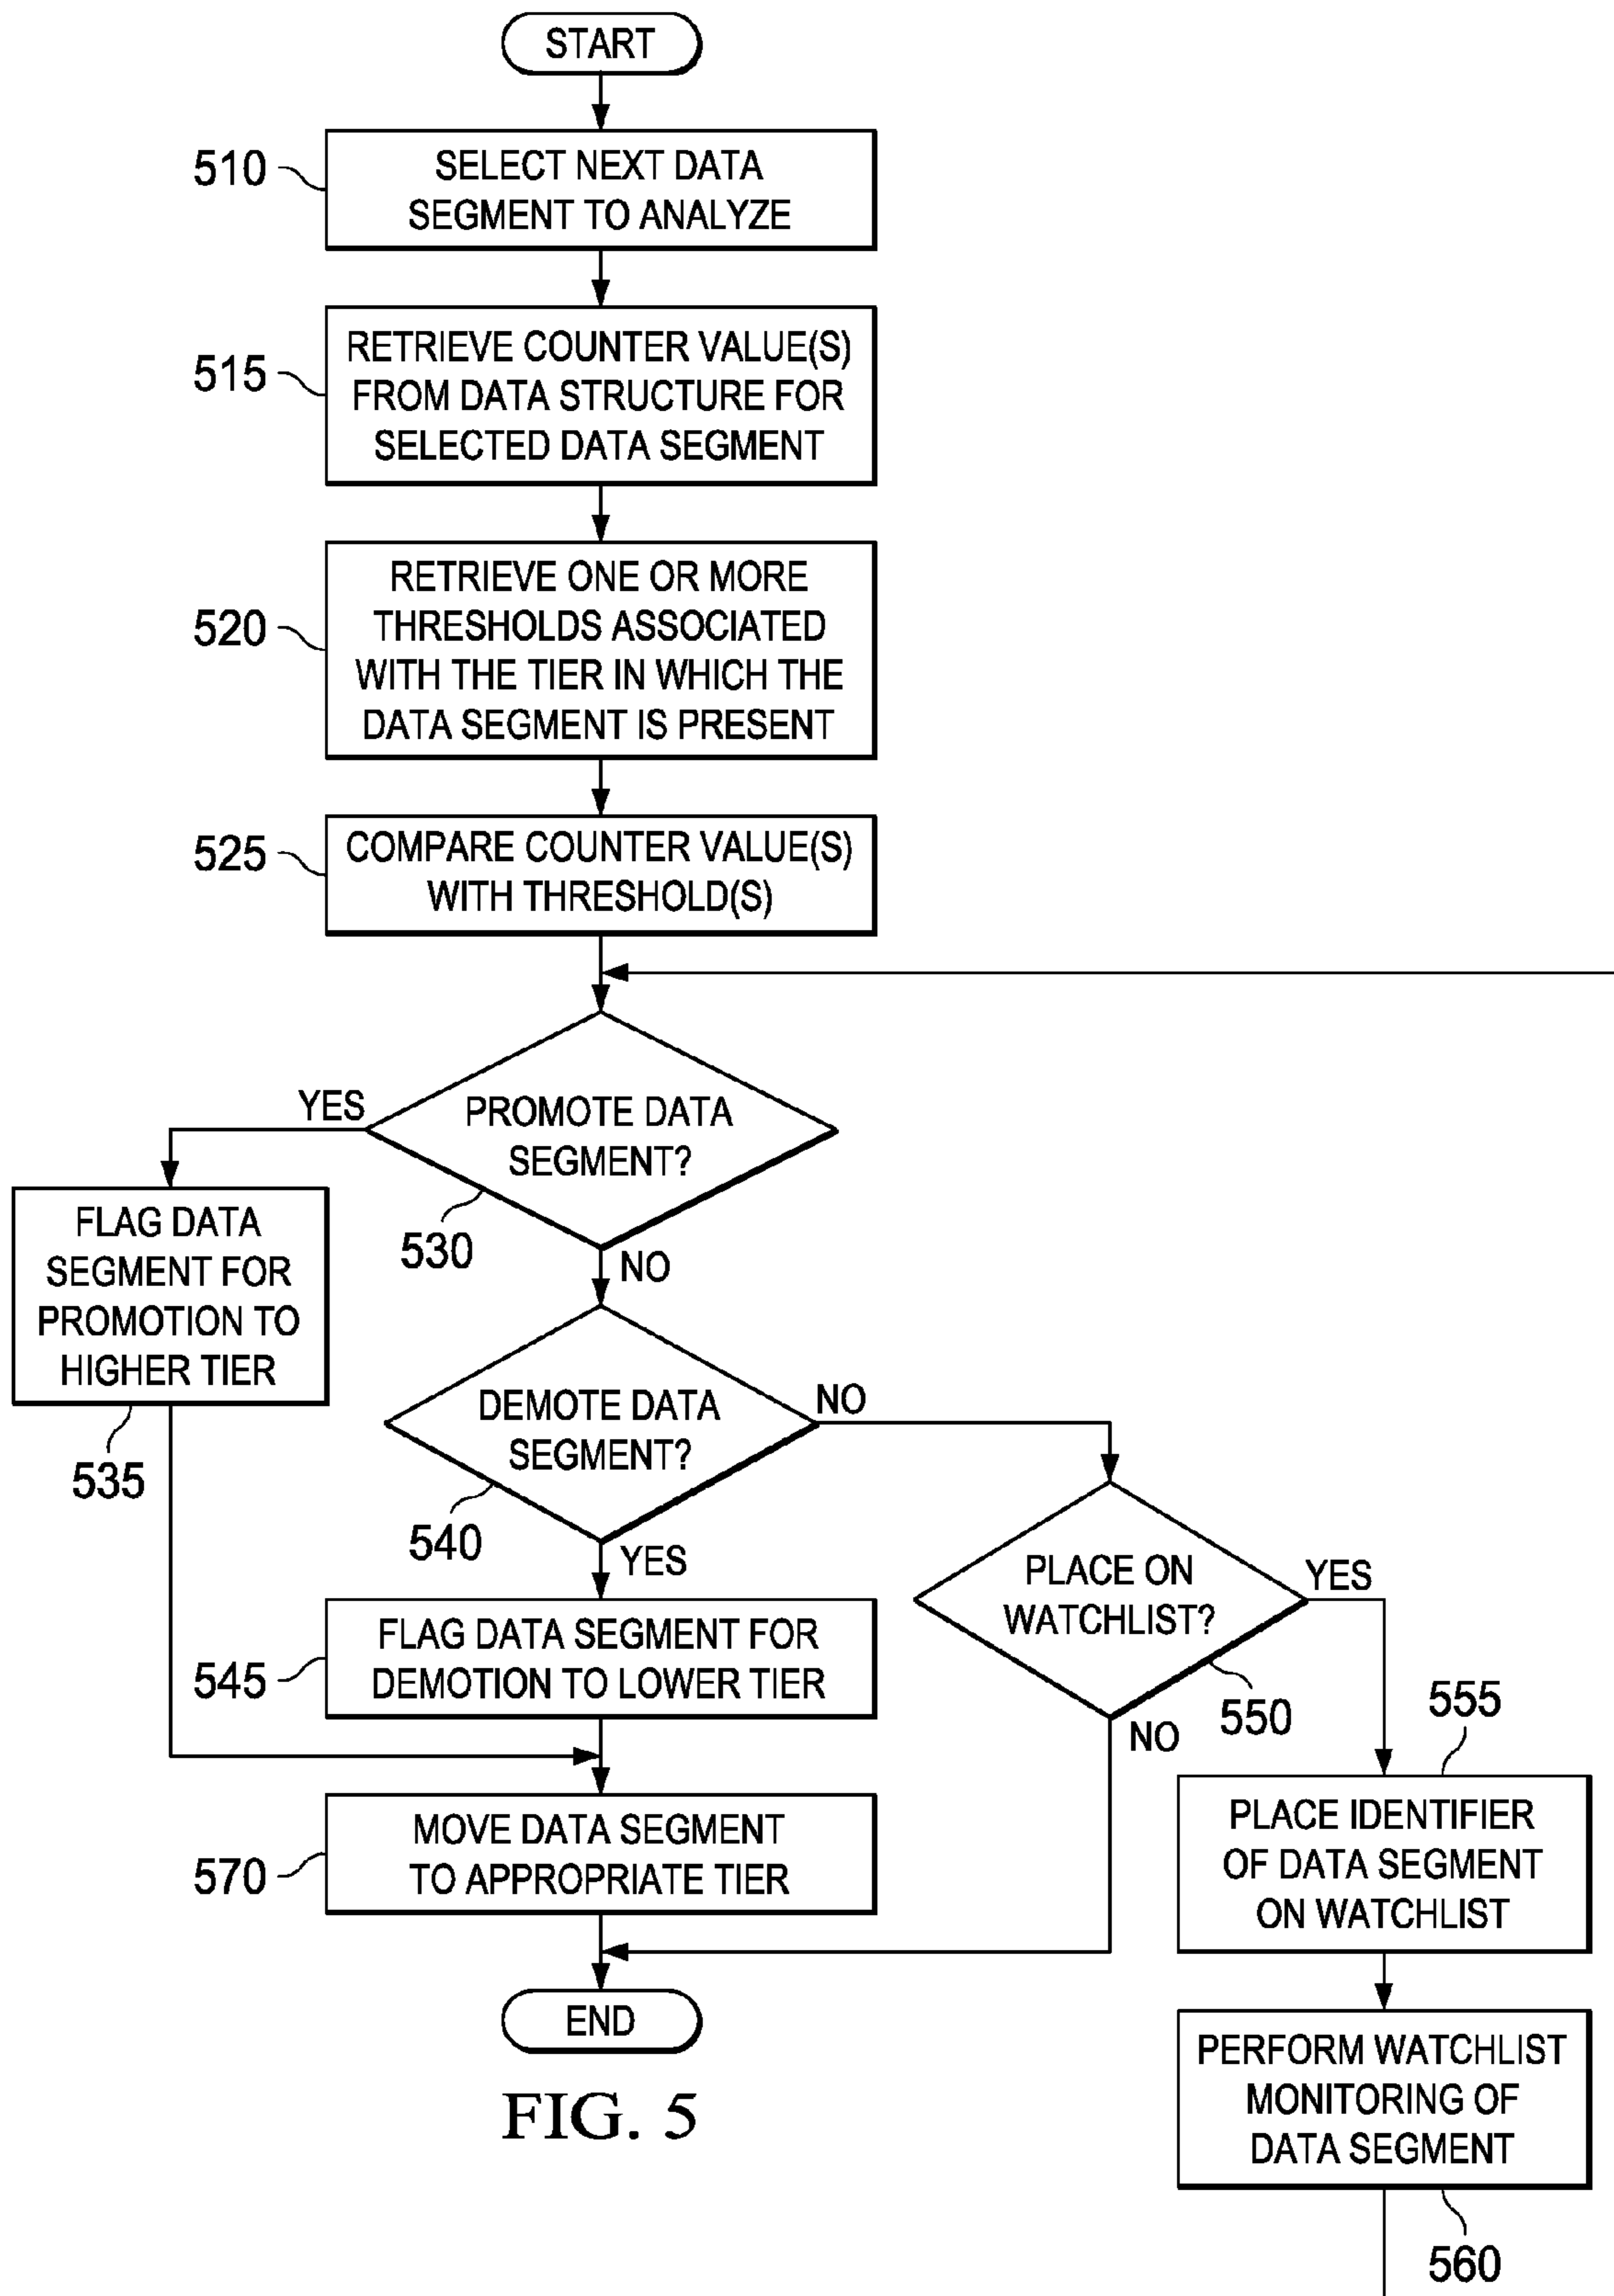 START
510
SELECT NEXT DATA
SEGMENT TO ANALYZE
515
RETRIEVE COUNTER VALUE(S)
FROM DATA STRUCTURE FOR
SELECTED DATA SEGMENT
520
RETRIEVE ONE OR MORE
THRESHOLDS ASSOCIATED
WITH THE TIER IN WHICH THE
DATA SEGMENT IS PRESENT
525
COMPARE COUNTER VALUE(S)
WITH THRESHOLD(S)
PROMOTE DATA
SEGMENT?
530
YES
NO
FLAG DATA
SEGMENT FOR
PROMOTION TO
HIGHER TIER
535
DEMOTE DATA
SEGMENT?
540
NO
YES
FLAG DATA SEGMENT FOR
DEMOTION TO LOWER TIER
545
PLACE ON
WATCHLIST?
550
YES
NO
555
PLACE IDENTIFIER
OF DATA SEGMENT
ON WATCHLIST
MOVE DATA SEGMENT
TO APPROPRIATE TIER
570
END
PERFORM WATCHLIST
MONITORING OF
DATA SEGMENT
560
FIG. 5